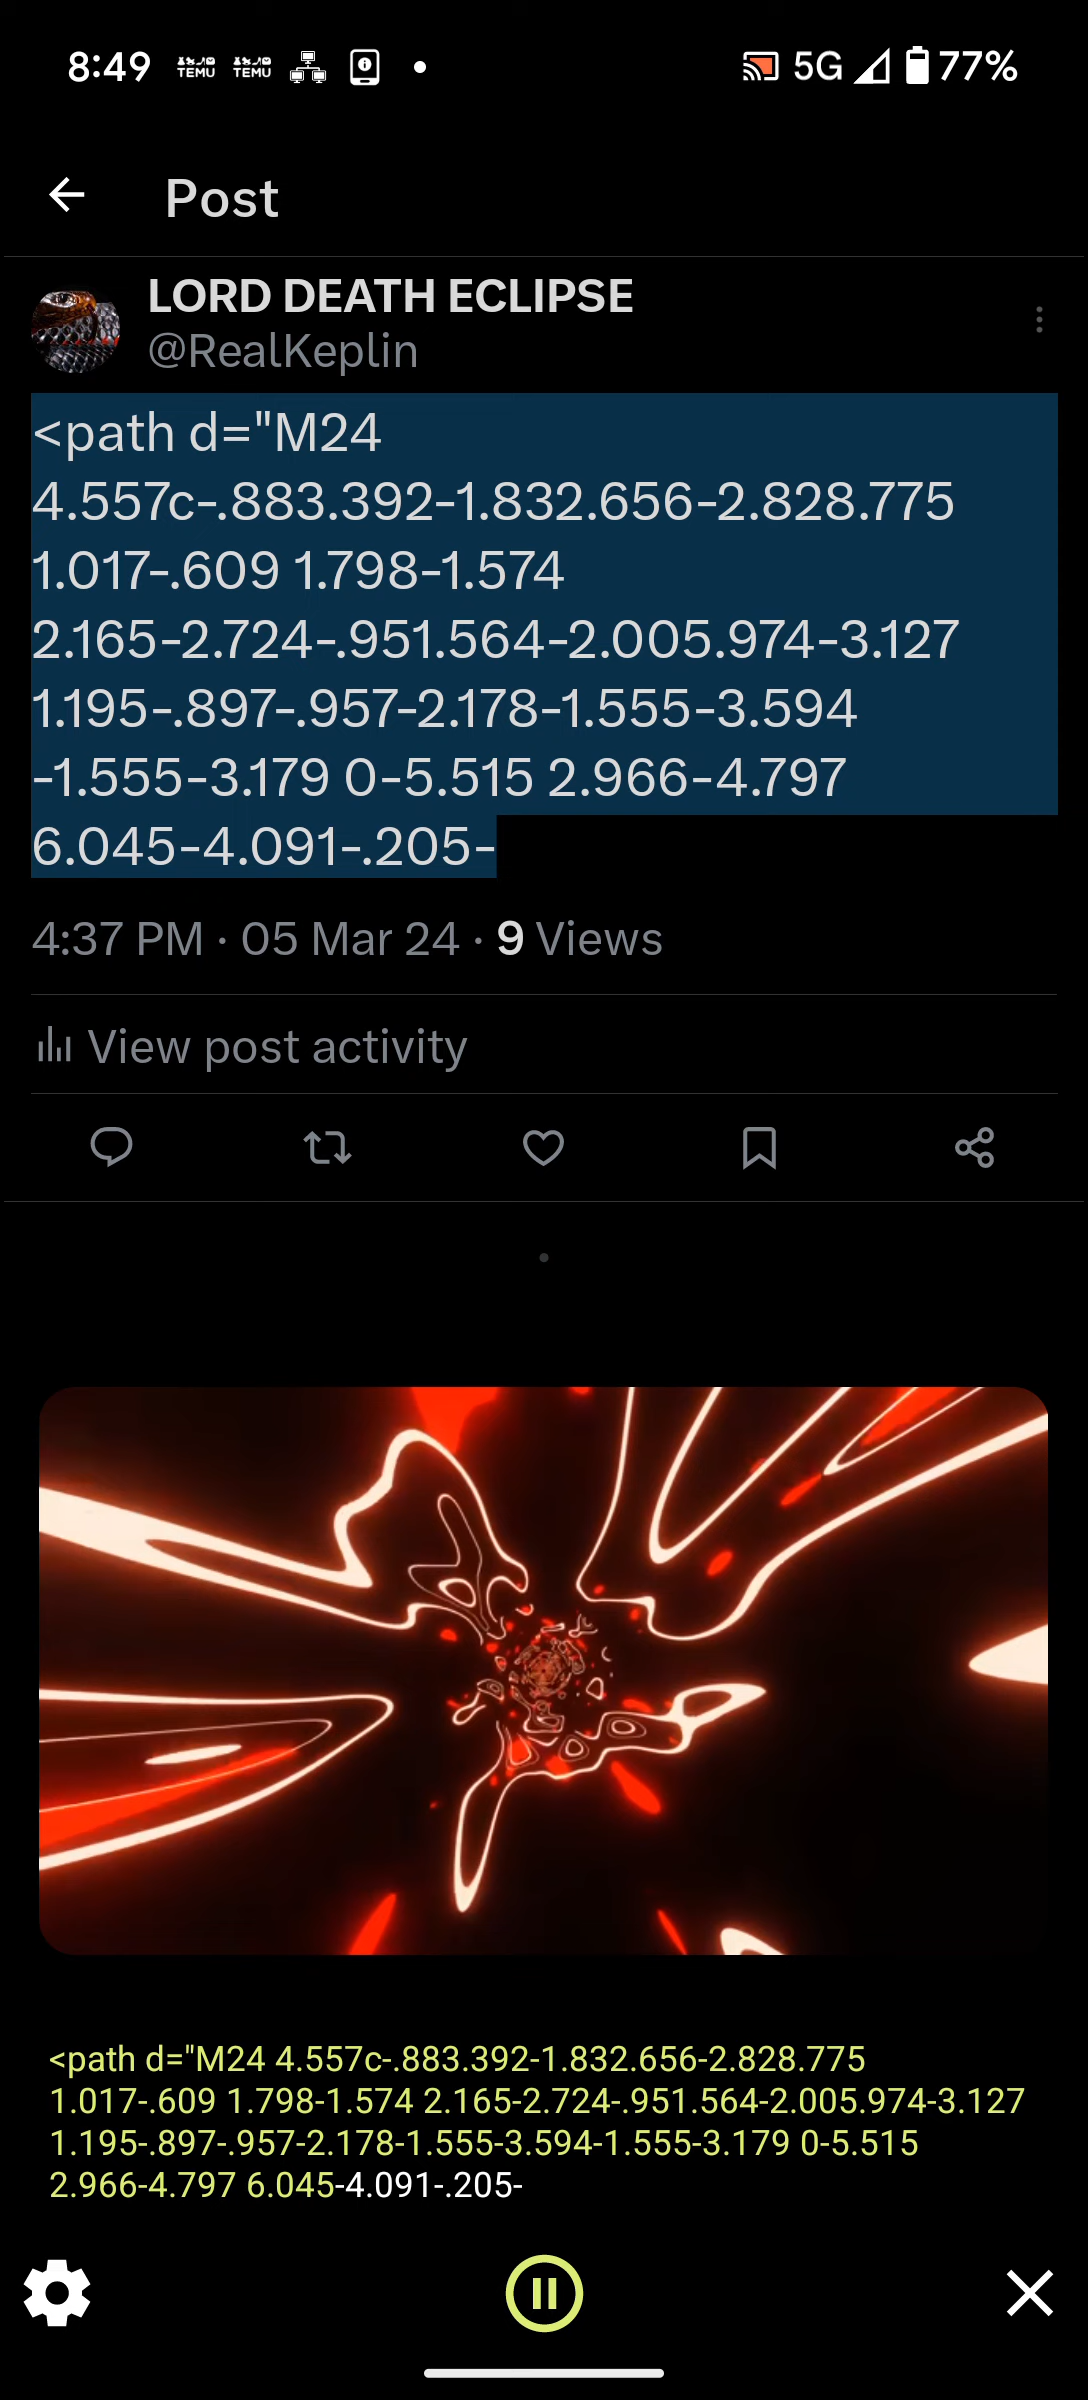 8:49 TEMU TEMU 5G 77%
Post
LORD DEATH ECLIPSE
@RealKeplin
<path d="M24
4.557c-.883.392-1.832.656-2.828.775
1.017-.609 1.798-1.574
2.165-2.724-.951.564-2.005.974-3.127
1.195-.897-.957-2.178-1.555-3.594
-1.555-3.179 0-5.515 2.966-4.797
6.045-4.091-.205-
4:37 PM · 05 Mar 24 · 9 Views
View post activity
<path d="M24 4.557c-.883.392-1.832.656-2.828.775
1.017-.609 1.798-1.574 2.165-2.724-.951.564-2.005.974-3.127
1.195-.897-.957-2.178-1.555-3.594-1.555-3.179 0-5.515
2.966-4.797 6.045-4.091-.205-